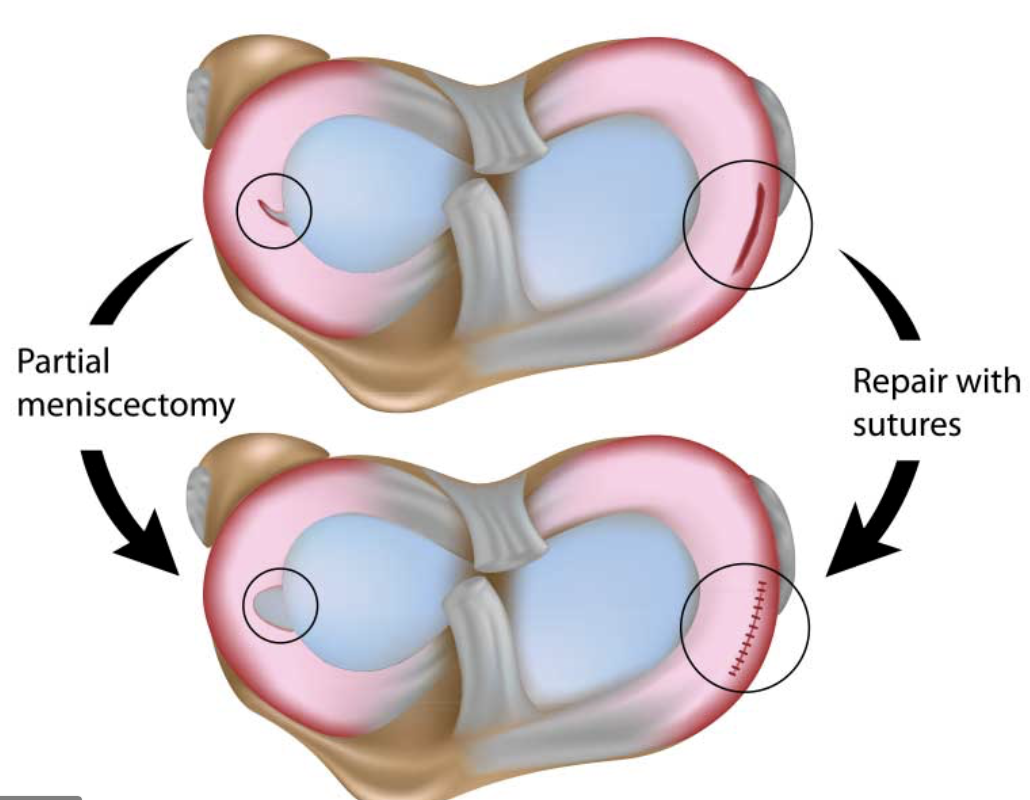 Partial
meniscectomy
Repair with
sutures